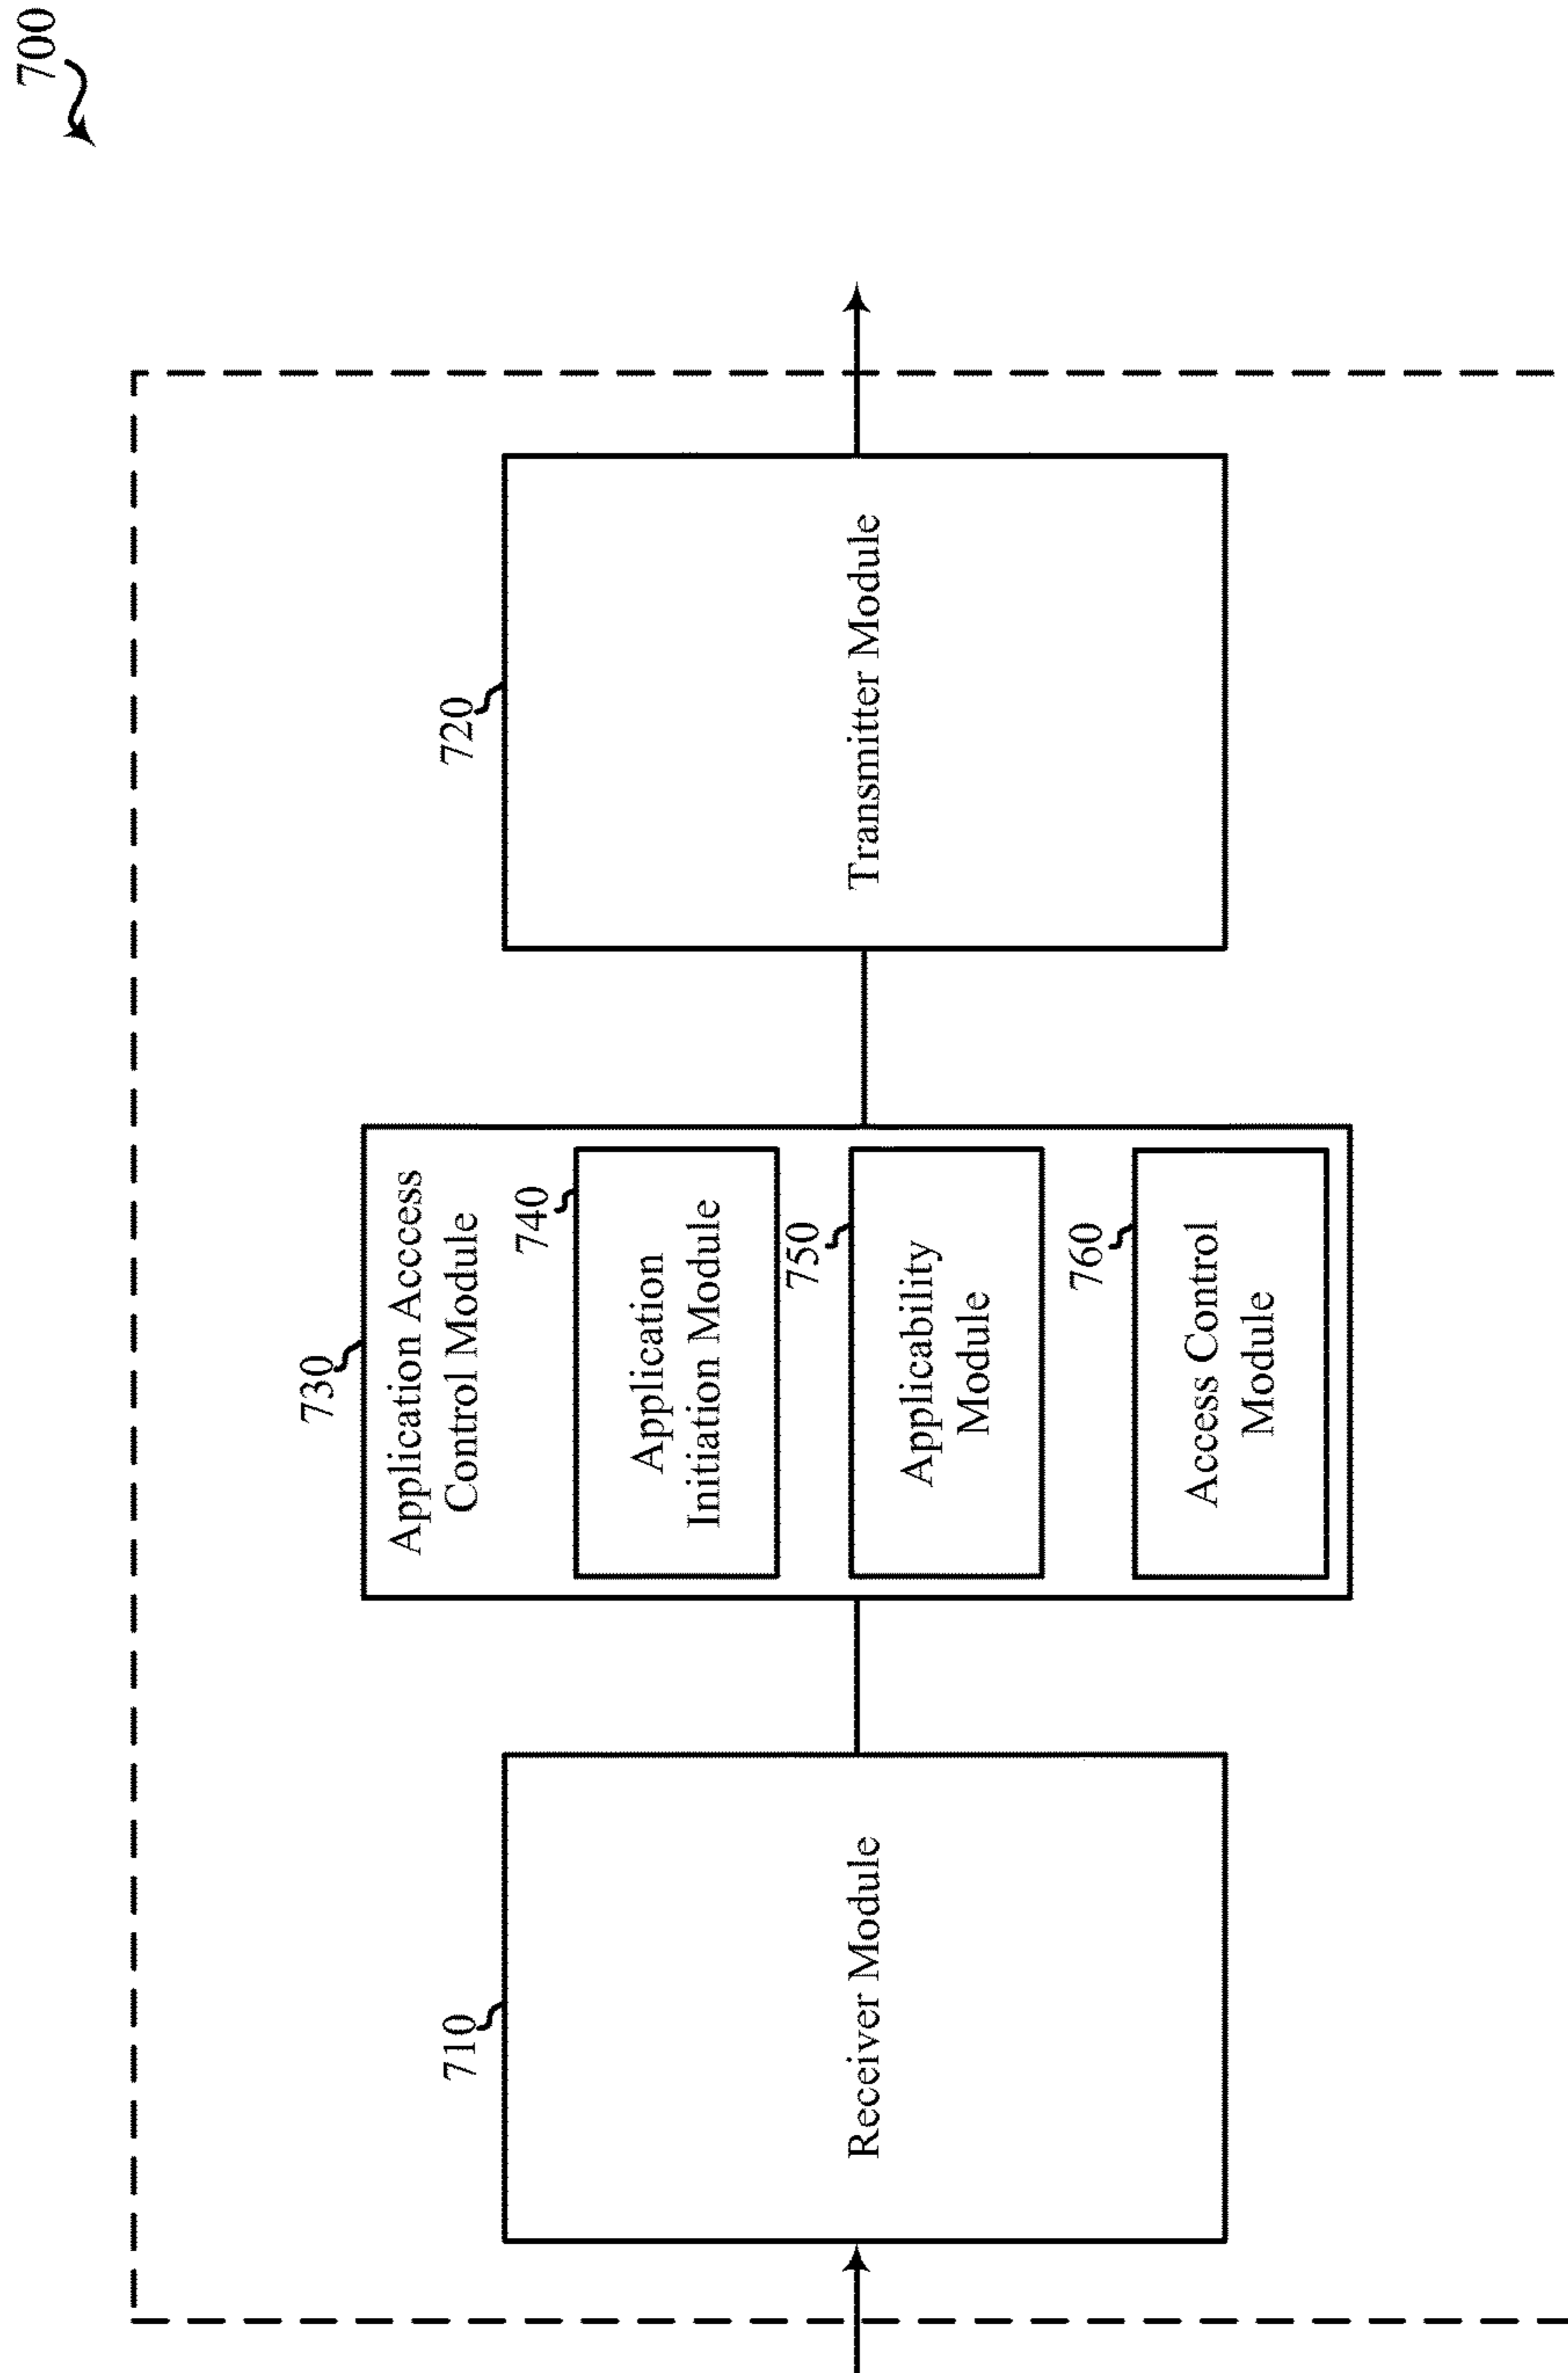 700
730
Application Access
Control Module
740
Application
Initiation Module
710
720
750
Receiver Module
Applicability
Module
Transmitter Module
760
Access Control
Module